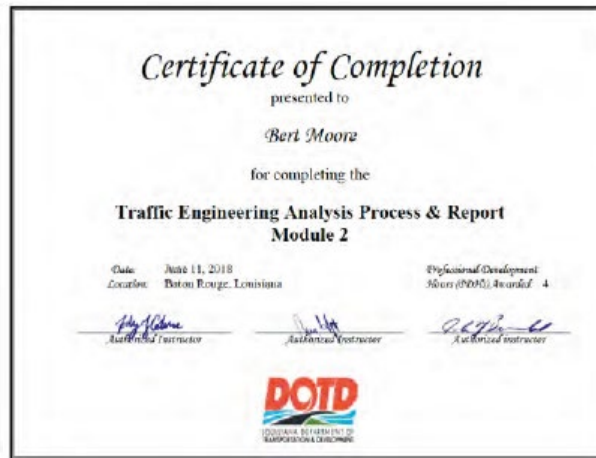 Certificate of Completion
presented to
Bert Moore
for completing the
Traffic Engineering Analysis Process & Report
Module 2
Date: June 11, 2018
Location: Baton Rouge, Louisiana
Professional Development
Hours (PDH) Awarded 4
Authorized Instructor
Authorized Instructor
Authorized Instructor
DOTD
LOUISIANA DEPARTMENT OF
TRANSPORTATION & DEVELOPMENT